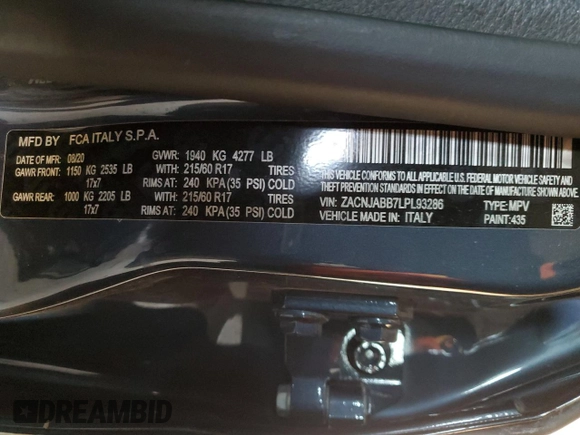 MFD BY FCA ITALY S.P.A.
DATE OF MFR 08/20 GVWR: 1940 KG 4277 LB
GAWR FRONT: 1150 KG 2535 LB WITH: 215/60 R17 TIRES
17x7 RIMS AT: 240 KPA(35 PSI) COLD
GAWR REAR: 1000 KG 2205 LB WITH: 215/60 R17 TIRES
17x7 RIMS AT: 240 KPA(35 PSI) COLD
THIS VEHICLE CONFORMS TO ALL APPLICABLE U.S. FEDERAL MOTOR VEHICLE SAFETY
BUMPER, AND THEFT PREVENTION STANDARDS IN EFFECT ON THE DATE OF MANUFACTURE SHOWN ABOVE.
VIN: ZACNJABB7LPL93286 TYPE: MPV
VEHICLE MADE IN: ITALY PAINT: 435
DREAMBID